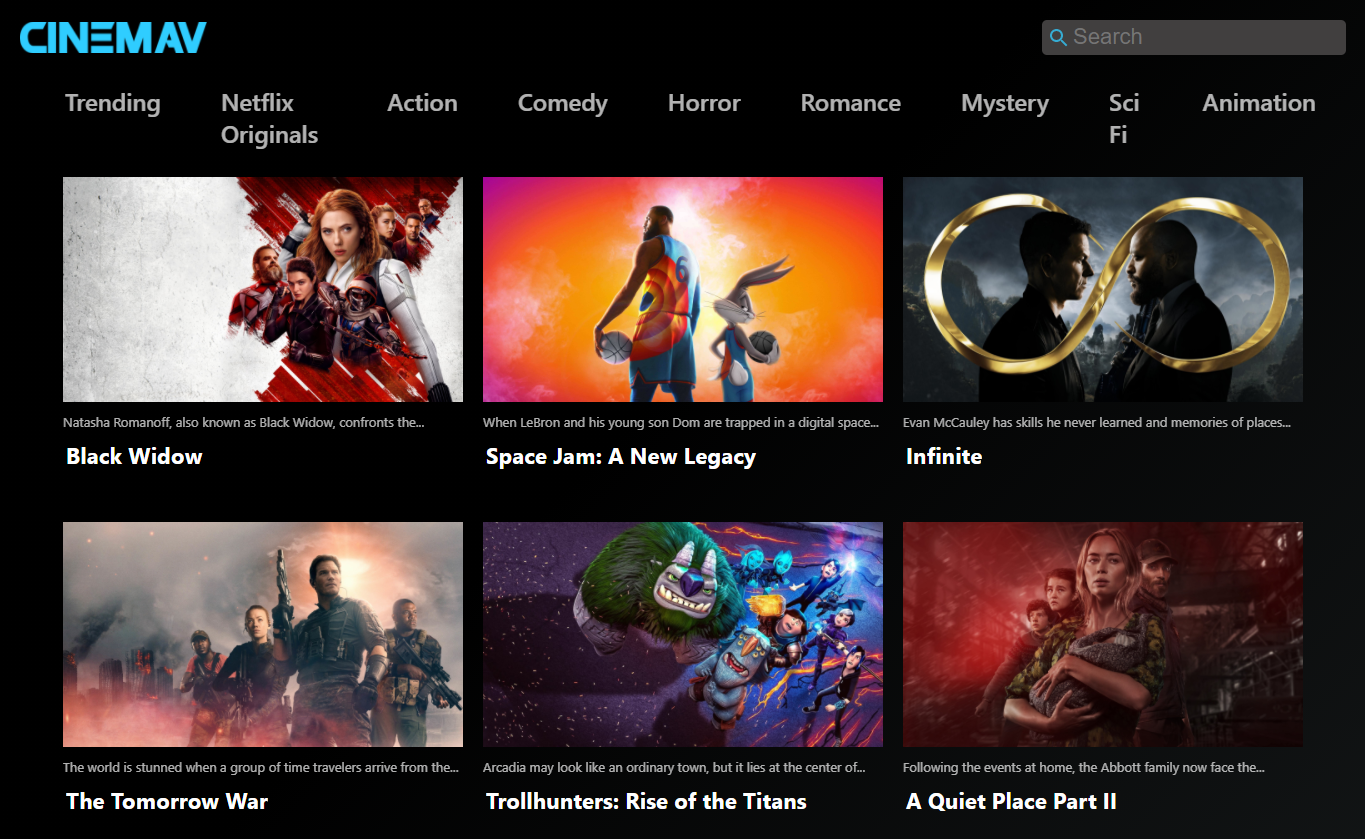 CINEMAV
Search
Trending
Netflix
Originals
Action
Comedy
Horror
Romance
Mystery
Sci
Fi
Animation
Natasha Romanoff, also known as Black Widow, confronts the...
Black Widow
6
When LeBron and his young son Dom are trapped in a digital space...
Space Jam: A New Legacy
Evan McCauley has skills he never learned and memories of places...
Infinite
The world is stunned when a group of time travelers arrive from the...
The Tomorrow War
Arcadia may look like an ordinary town, but it lies at the center of...
Trollhunters: Rise of the Titans
Following the events at home, the Abbott family now face the...
A Quiet Place Part II